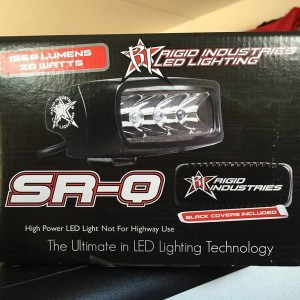 1568 LUMENS
20 WATTS
RIGID INDUSTRIES
LED LIGHTING
SR-Q
RIGID
INDUSTRIES
BLACK COVERS INCLUDED
High Power LED Light Not For Highway Use
The Ultimate in LED Lighting Technology